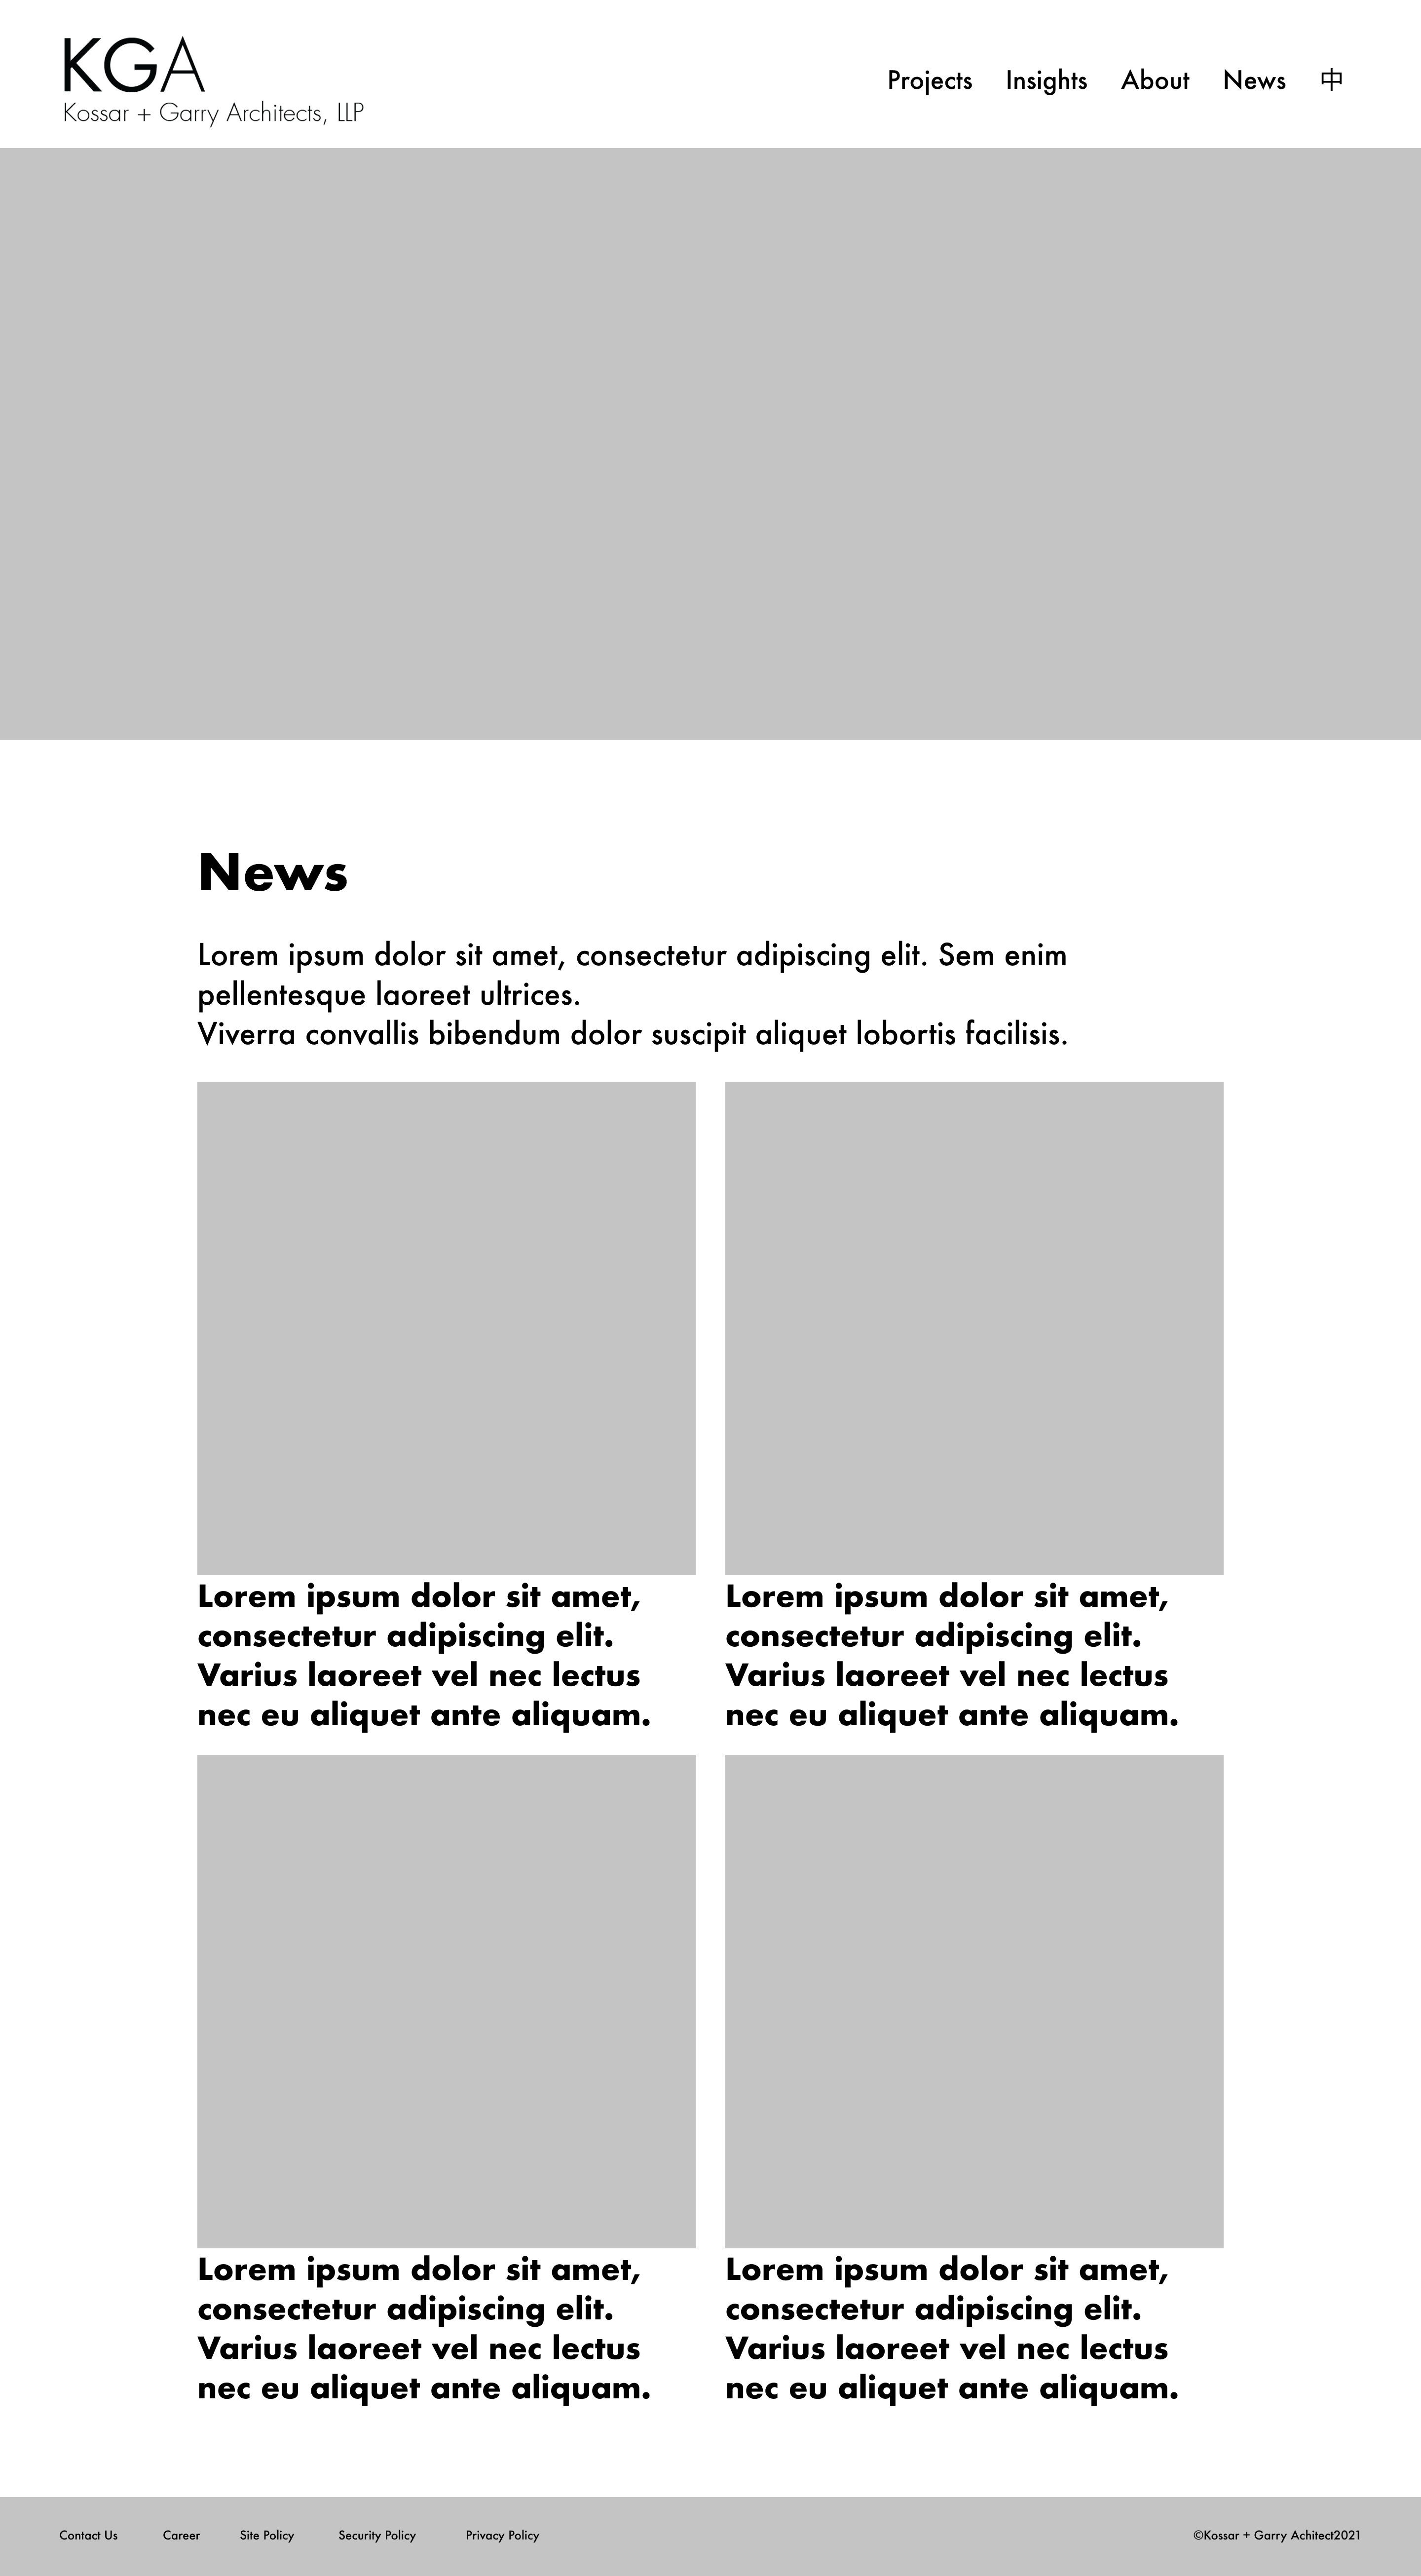 KGA
Kossar + Garry Architects, LLP
Projects Insights About News 中
News
Lorem ipsum dolor sit amet, consectetur adipiscing elit. Sem enim
pellentesque laoreet ultrices.
Viverra convallis bibendum dolor suscipit aliquet lobortis facilisis.
Lorem ipsum dolor sit amet,
consectetur adipiscing elit.
Varius laoreet vel nec lectus
nec eu aliquet ante aliquam.
Lorem ipsum dolor sit amet,
consectetur adipiscing elit.
Varius laoreet vel nec lectus
nec eu aliquet ante aliquam.
Lorem ipsum dolor sit amet,
consectetur adipiscing elit.
Varius laoreet vel nec lectus
nec eu aliquet ante aliquam.
Lorem ipsum dolor sit amet,
consectetur adipiscing elit.
Varius laoreet vel nec lectus
nec eu aliquet ante aliquam.
Contact Us Career Site Policy Security Policy Privacy Policy ©Kossar + Garry Achitect2021